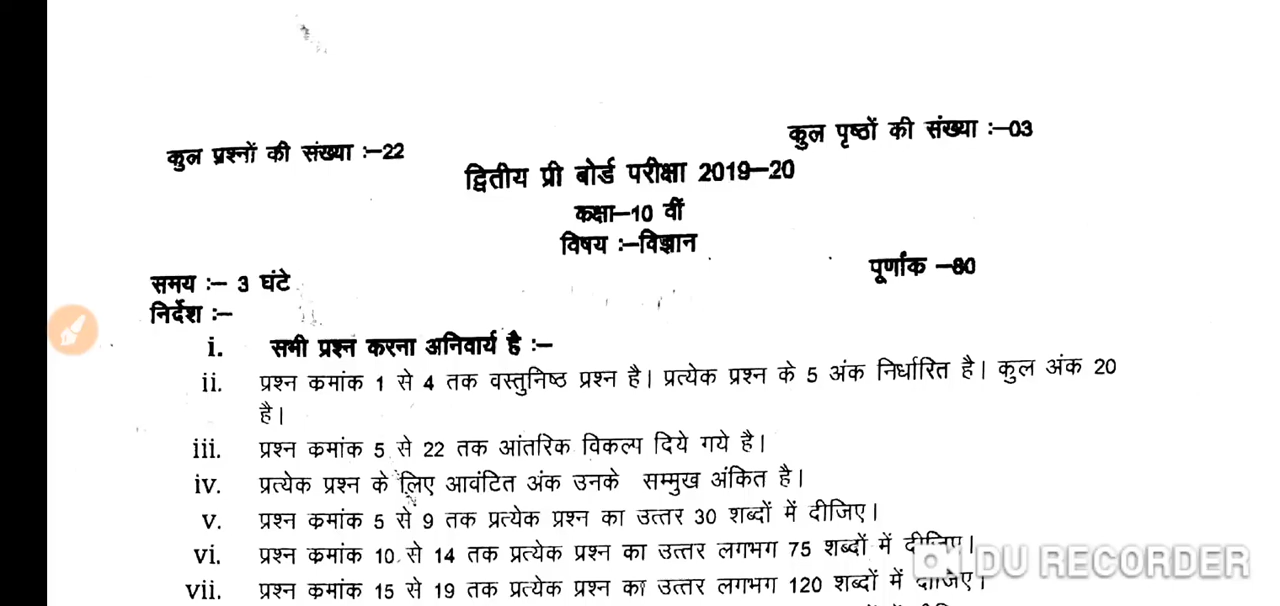 कुल प्रश्नों की संख्या :–22
कुल पृष्ठों की संख्या :–03
द्वितीय प्री बोर्ड परीक्षा 2019–20
कक्षा–10 वीं
विषय :–विज्ञान
समय :– 3 घंटे
पूर्णांक –80
निर्देश :–
i. सभी प्रश्न करना अनिवार्य है :–
ii. प्रश्न कमांक 1 से 4 तक वस्तुनिष्ठ प्रश्न है। प्रत्येक प्रश्न के 5 अंक निर्धारित है। कुल अंक 20
है।
iii. प्रश्न कमांक 5 से 22 तक आंतरिक विकल्प दिये गये है।
iv. प्रत्येक प्रश्न के लिए आवंटित अंक उनके सम्मुख अंकित है।
v. प्रश्न कमांक 5 से 9 तक प्रत्येक प्रश्न का उत्तर 30 शब्दों में दीजिए।
vi. प्रश्न कमांक 10 से 14 तक प्रत्येक प्रश्न का उत्तर लगभग 75 शब्दों में दीजिए।
vii. प्रश्न कमांक 15 से 19 तक प्रत्येक प्रश्न का उत्तर लगभग 120 शब्दों में दीजिए।
DU RECORDER